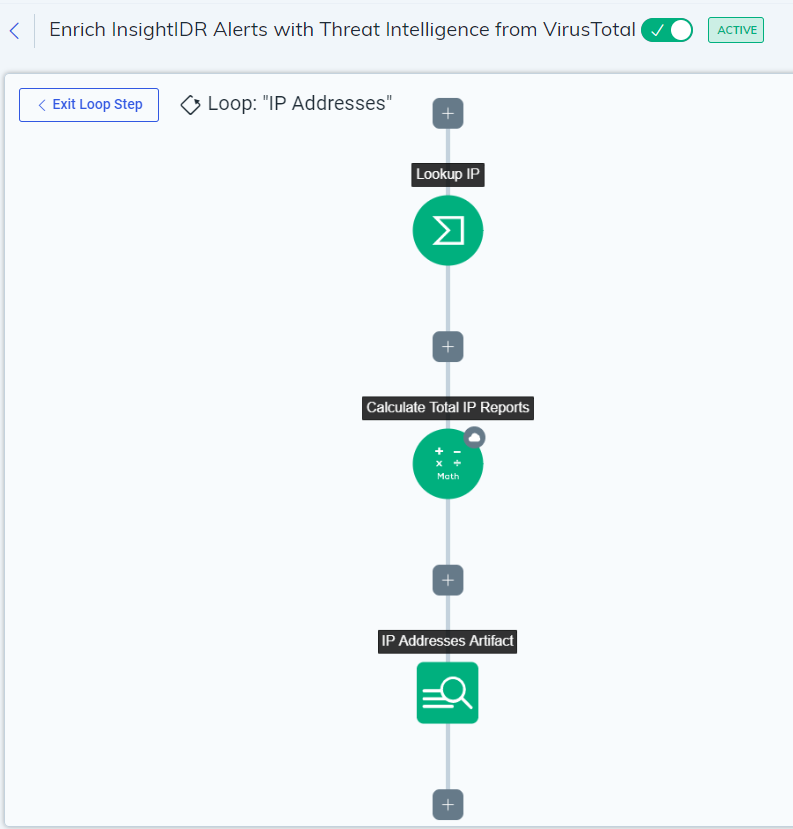 Enrich InsightIDR Alerts with Threat Intelligence from VirusTotal ACTIVE
Exit Loop Step Loop: "IP Addresses"
Lookup IP
Calculate Total IP Reports
Math
IP Addresses Artifact